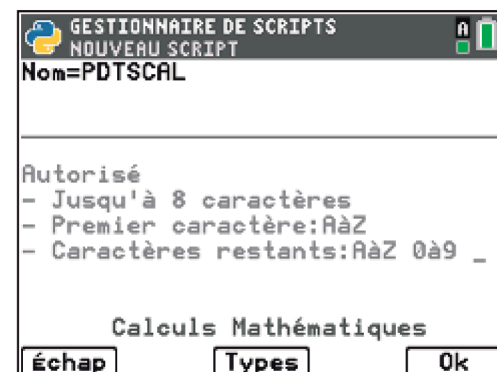 GESTIONNAIRE DE SCRIPTS
NOUVEAU SCRIPT
A
Nom=PDTSCAL
Autorisé
- Jusqu'à 8 caractères
- Premier caractère:AàZ
- Caractères restants:AàZ 0à9 _
Calculs Mathématiques
Échap Types Ok